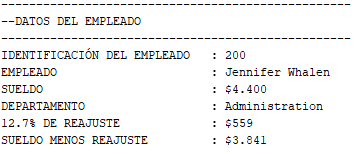 --------------------------------------------------
--DATOS DEL EMPLEADO
--------------------------------------------------
IDENTIFICACIÓN DEL EMPLEADO : 200
EMPLEADO : Jennifer Whalen
SUELDO : $4.400
DEPARTAMENTO : Administration
12.7% DE REAJUSTE : $559
SUELDO MENOS REAJUSTE : $3.841